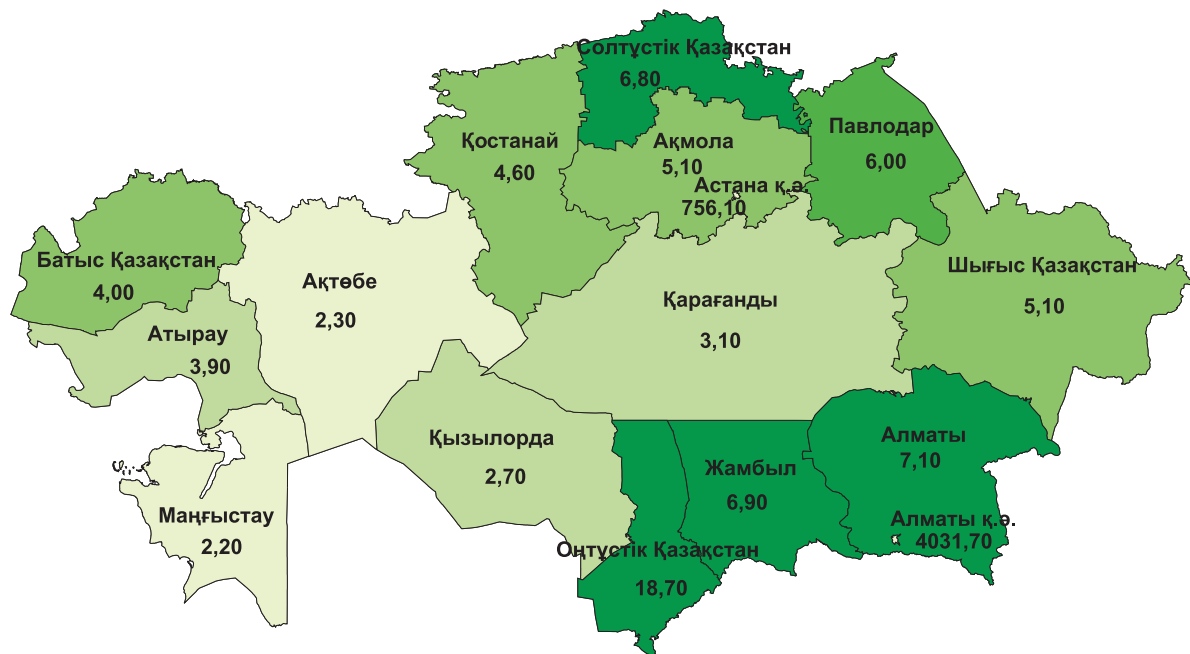 Солтүстік Қазақстан
6,80
Павлодар
6,00
Қостанай
4,60
Ақмола
5,10
Астана қ.ә.
756,10
Батыс Қазақстан
4,00
Ақтөбе
2,30
Қарағанды
3,10
Шығыс Қазақстан
5,10
Атырау
3,90
Қызылорда
2,70
Жамбыл
6,90
Алматы
7,10
Маңғыстау
2,20
Алматы қ.ә.
4031,70
Оңтүстік Қазақстан
18,70